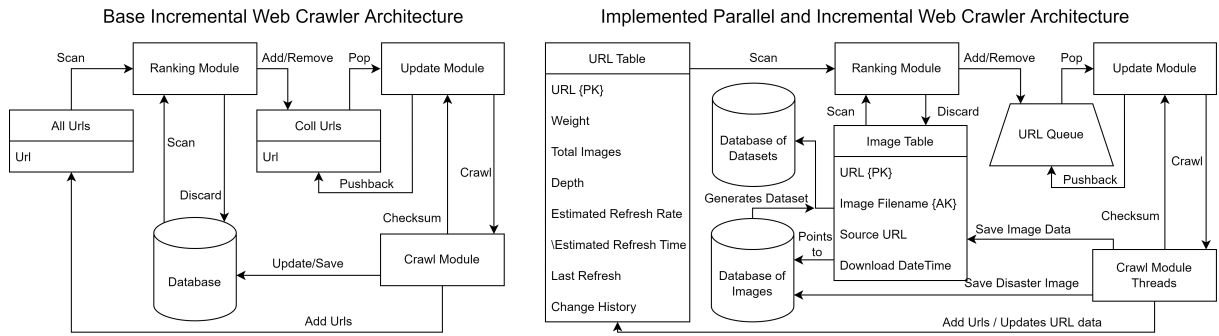 Base Incremental Web Crawler Architecture
Scan
Ranking Module
Add/Remove
Pop
Update Module
All Urls
Url
Scan
Coll Urls
Url
Pushback
Crawl
Discard
Checksum
Database
Update/Save
Crawl Module
Add Urls
Implemented Parallel and Incremental Web Crawler Architecture
URL Table
URL {PK}
Weight
Total Images
Depth
Estimated Refresh Rate
\Estimated Refresh Time
Last Refresh
Change History
Scan
Ranking Module
Add/Remove
Pop
Update Module
Scan
Discard
Database of
Datasets
Image Table
URL {PK}
Image Filename {AK}
Source URL
Download DateTime
URL Queue
Pushback
Crawl
Generates Dataset
Checksum
Points
to
Save Image Data
Database of
Images
Save Disaster Image
Crawl Module
Threads
Add Urls / Updates URL data